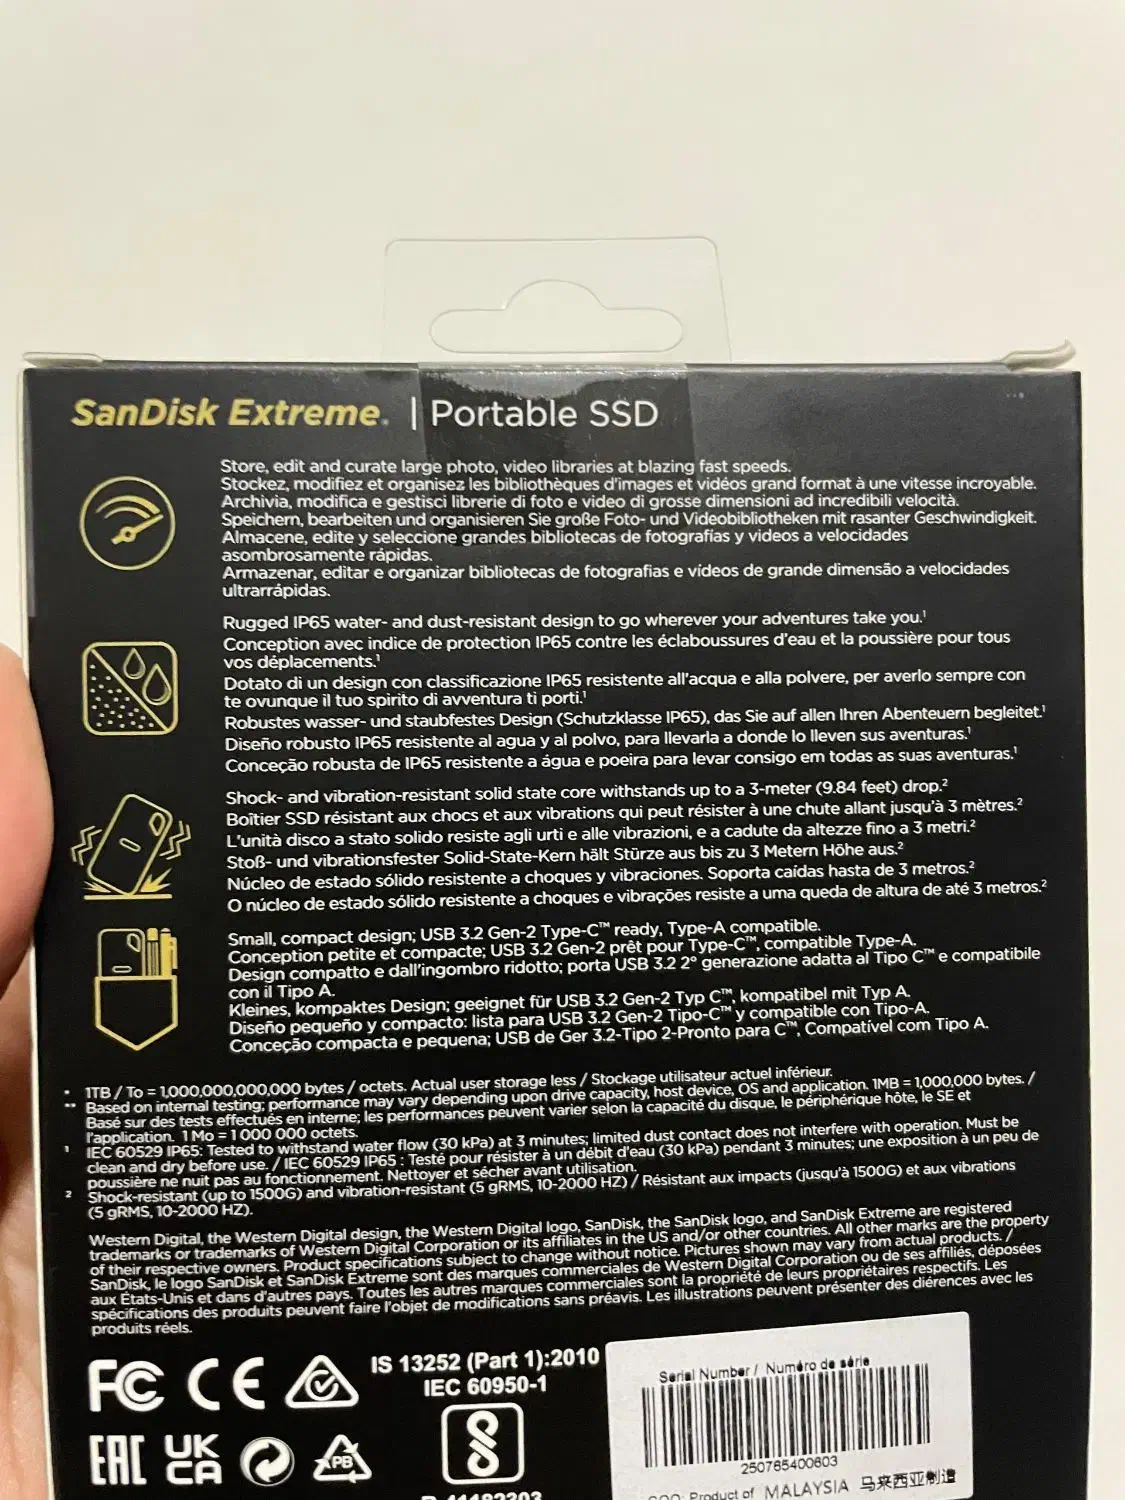 SanDisk Extreme® | Portable SSD
Store, edit and curate large photo, video libraries at blazing fast speeds.
Stockez, modifiez et organisez les bibliothèques d'images et vidéos grand format à une vitesse incroyable.
Archivia, modifica e gestisci librerie di foto e video di grosse dimensioni ad incredibili velocità.
Speichern, bearbeiten und organisieren Sie große Foto- und Videobibliotheken mit rasanter Geschwindigkeit.
Almacene, edite y seleccione grandes bibliotecas de fotografías y videos a velocidades
asombrosamente rápidas.
Armazenar, editar e organizar bibliotecas de fotografias e vídeos de grande dimensão a velocidades
ultrarrápidas.
Rugged IP65 water- and dust-resistant design to go wherever your adventures take you.¹
Conception avec indice de protection IP65 contre les éclaboussures d'eau et la poussière pour tous
vos déplacements.¹
Dotato di un design con classificazione IP65 resistente all'acqua e alla polvere, per averlo sempre con
te ovunque il tuo spirito di avventura ti porti.¹
Robustes wasser- und staubfestes Design (Schutzklasse IP65), das Sie auf allen Ihren Abenteuern begleitet.¹
Diseño robusto IP65 resistente al agua y al polvo, para llevarla a donde lo lleven sus aventuras.¹
Conceção robusta de IP65 resistente a água e poeira para levar consigo em todas as suas aventuras.¹
Shock- and vibration-resistant solid state core withstands up to a 3-meter (9.84 feet) drop.²
Boîtier SSD résistant aux chocs et aux vibrations qui peut résister à une chute allant jusqu'à 3 mètres.²
L'unità disco a stato solido resiste agli urti e alle vibrazioni, e a cadute da altezze fino a 3 metri.²
Stoß- und vibrationsfester Solid-State-Kern hält Stürze aus bis zu 3 Metern Höhe aus.²
Núcleo de estado sólido resistente a choques y vibraciones. Soporta caídas hasta de 3 metros.²
O núcleo de estado sólido resistente a choques e vibrações resiste a uma queda de altura de até 3 metros.²
Small, compact design; USB 3.2 Gen-2 Type-C™ ready, Type-A compatible.
Conception petite et compacte; USB 3.2 Gen-2 prêt pour Type-C™, compatible Type-A.
Design compatto e dall'ingombro ridotto; porta USB 3.2 2° generazione adatta al Tipo C™ e compatibile
con il Tipo A.
Kleines, kompaktes Design; geeignet für USB 3.2 Gen-2 Typ C™, kompatibel mit Typ A.
Diseño pequeño y compacto: lista para USB 3.2 Gen-2 Tipo-C™ y compatible con Tipo-A.
Conceção compacta e pequena; USB de Ger 3.2-Tipo 2-Pronto para C™, Compatível com Tipo A.
* 1TB / To = 1,000,000,000,000 bytes / octets. Actual user storage less / Stockage utilisateur actuel inférieur.
** Based on internal testing; performance may vary depending upon drive capacity, host device, OS and application. 1MB = 1,000,000 bytes. /
Basé sur des tests effectués en interne; les performances peuvent varier selon la capacité du disque, le périphérique hôte, le SE et
l'application. 1 Mo = 1 000 000 octets.
¹ IEC 60529 IP65: Tested to withstand water flow (30 kPa) at 3 minutes; limited dust contact does not interfere with operation. Must be
clean and dry before use. / IEC 60529 IP65 : Testé pour résister à un débit d'eau (30 kPa) pendant 3 minutes; une exposition à un peu de
poussière ne nuit pas au fonctionnement. Nettoyer et sécher avant utilisation.
² Shock-resistant (up to 1500G) and vibration-resistant (5 gRMS, 10-2000 HZ) / Résistant aux impacts (jusqu'à 1500G) et aux vibrations
(5 gRMS, 10-2000 HZ).
Western Digital, the Western Digital design, the Western Digital logo, SanDisk, the SanDisk logo, and SanDisk Extreme are registered
trademarks or trademarks of Western Digital Corporation or its affiliates in the US and/or other countries. All other marks are the property
of their respective owners. Product specifications subject to change without notice. Pictures shown may vary from actual products. /
SanDisk, le logo SanDisk et SanDisk Extreme sont des marques commerciales de Western Digital Corporation ou de ses affiliés, déposées
aux États-Unis et dans d'autres pays. Toutes les autres marques commerciales sont la propriété de leurs propriétaires respectifs. Les
spécifications des produits peuvent faire l'objet de modifications sans préavis. Les illustrations peuvent présenter des diérences avec les
produits réels.
FC CE
IS 13252 (Part 1):2010
IEC 60950-1
EAC UK
CA
PB
Serial Number / Numéro de série
250765400603
COO: Product of MALAYSIA 马来西亚制造
R-41182303